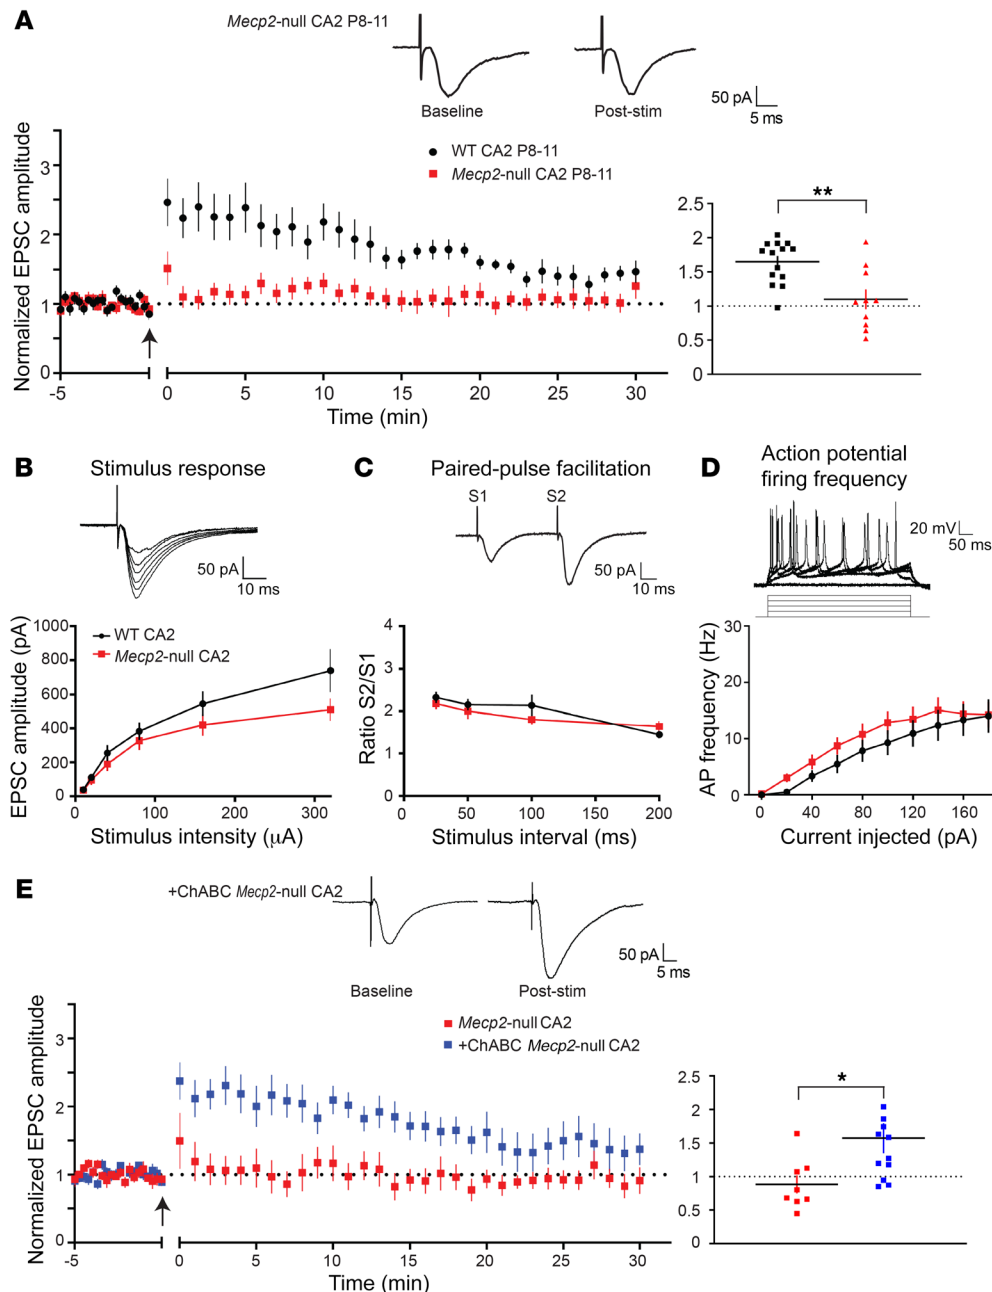 A
Mecp2-null CA2 P8-11
Baseline
Post-stim
50 pA
5 ms
WT CA2 P8-11
Mecp2-null CA2 P8-11
Normalized EPSC amplitude
3
2
1
0
-5
0
5
10
15
20
25
30
Time (min)
**
2.5
2
1.5
1
0.5
0
B
Stimulus response
50 pA
10 ms
WT CA2
Mecp2-null CA2
EPSC amplitude (pA)
1000
800
600
400
200
0
0
100
200
300
Stimulus intensity (µA)
C
Paired-pulse facilitation
S1
S2
50 pA
10 ms
Ratio S2/S1
4
3
2
1
0
0
50
100
150
200
Stimulus interval (ms)
D
Action potential
firing frequency
20 mV
50 ms
AP frequency (Hz)
30
20
10
0
0
40
80
120
160
Current injected (pA)
E
+ChABC Mecp2-null CA2
Baseline
Post-stim
50 pA
5 ms
Mecp2-null CA2
+ChABC Mecp2-null CA2
Normalized EPSC amplitude
3
2
1
0
-5
0
5
10
15
20
25
30
Time (min)
*
2.5
2
1.5
1
0.5
0